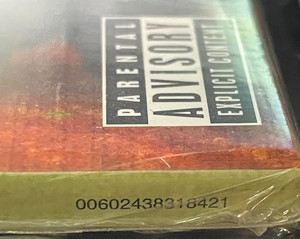 PARENTAL
ADVISORY
EXPLICIT CONTENT
00602438318421